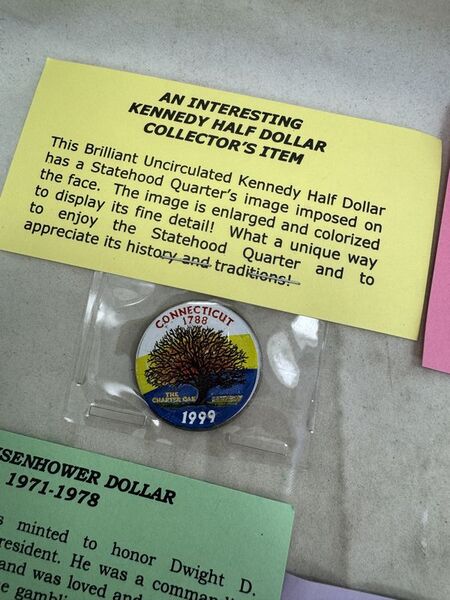 AN INTERESTING
KENNEDY HALF DOLLAR
COLLECTOR'S ITEM
This Brilliant Uncirculated Kennedy Half Dollar
has a Statehood Quarter's image imposed on
the face. The image is enlarged and colorized
to display its fine detail! What a unique way
to enjoy the Statehood Quarter and to
appreciate its history and traditions!
CONNECTICUT
1788
THE
CHARTER OAK
1999
SENHOWER DOLLAR
1971-1978
minted to honor Dwight D.
resident. He was a comman
and was loved and
gambli